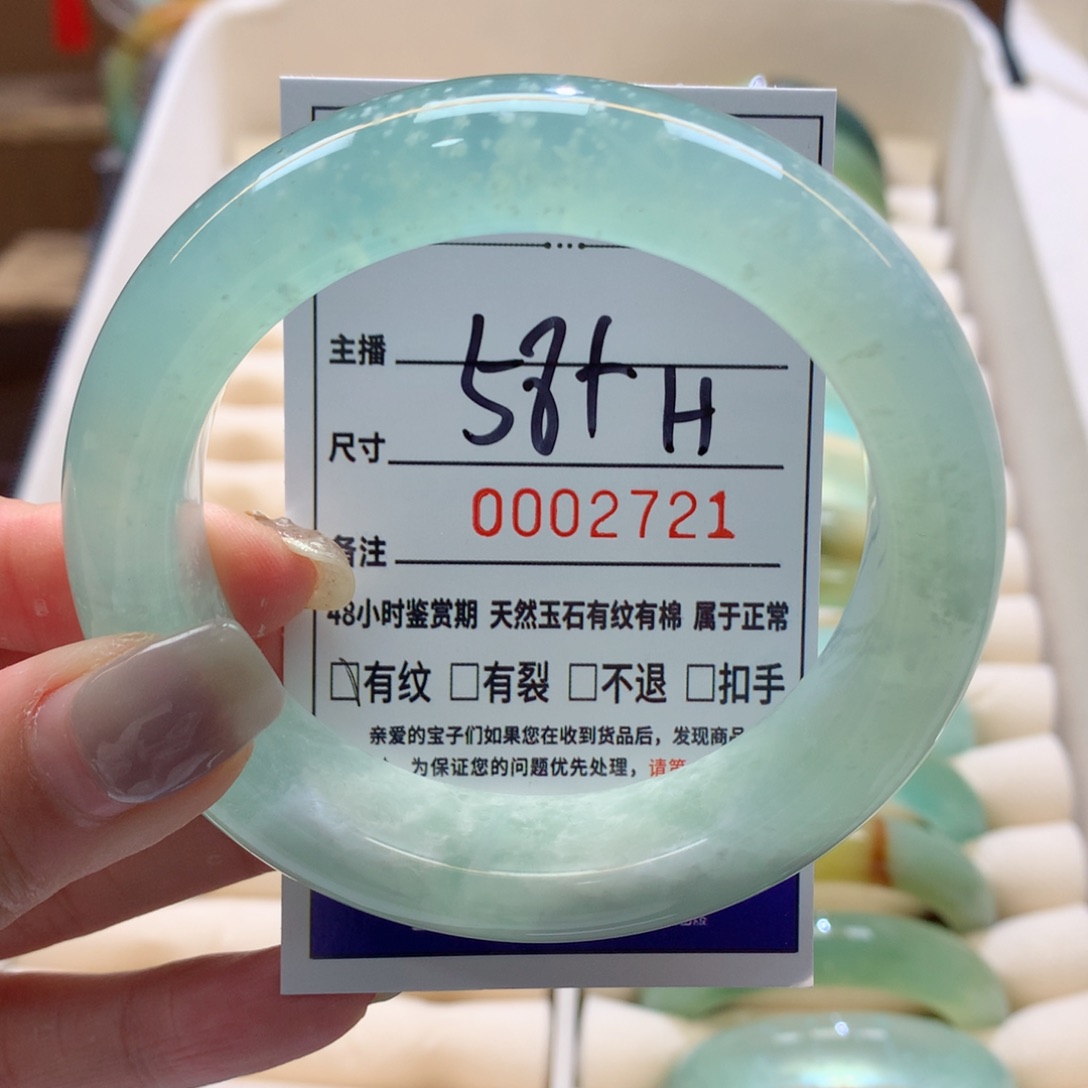 主播
58+ H
尺寸
0002721
备注
48小时鉴赏期 天然玉石有纹有棉 属于正常
☑有纹 □有裂 □不退 □扣手
亲爱的宝子们如果您在收到货品后，发现商品
为保证您的问题优先处理，请第